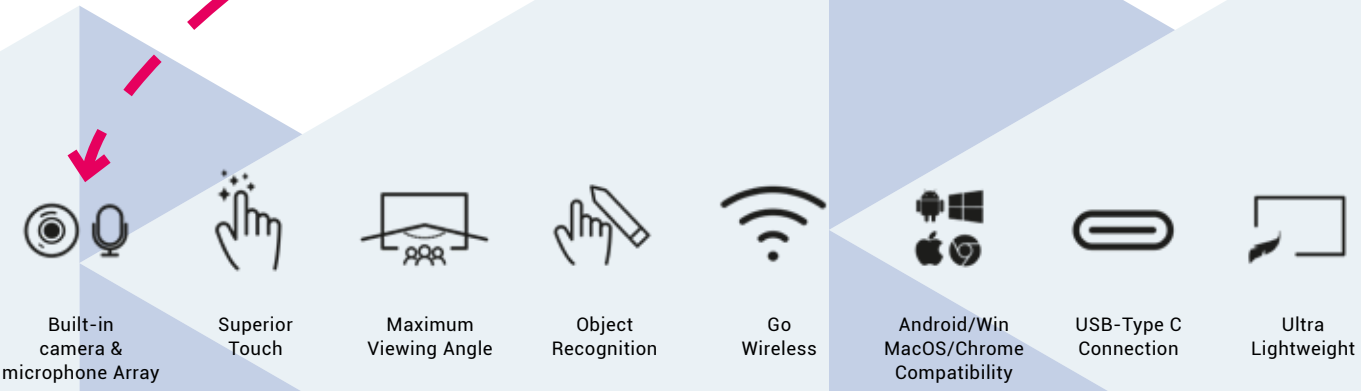 Built-in
camera &
microphone Array
Superior
Touch
Maximum
Viewing Angle
Object
Recognition
Go
Wireless
Android/Win
MacOS/Chrome
Compatibility
USB-Type C
Connection
Ultra
Lightweight